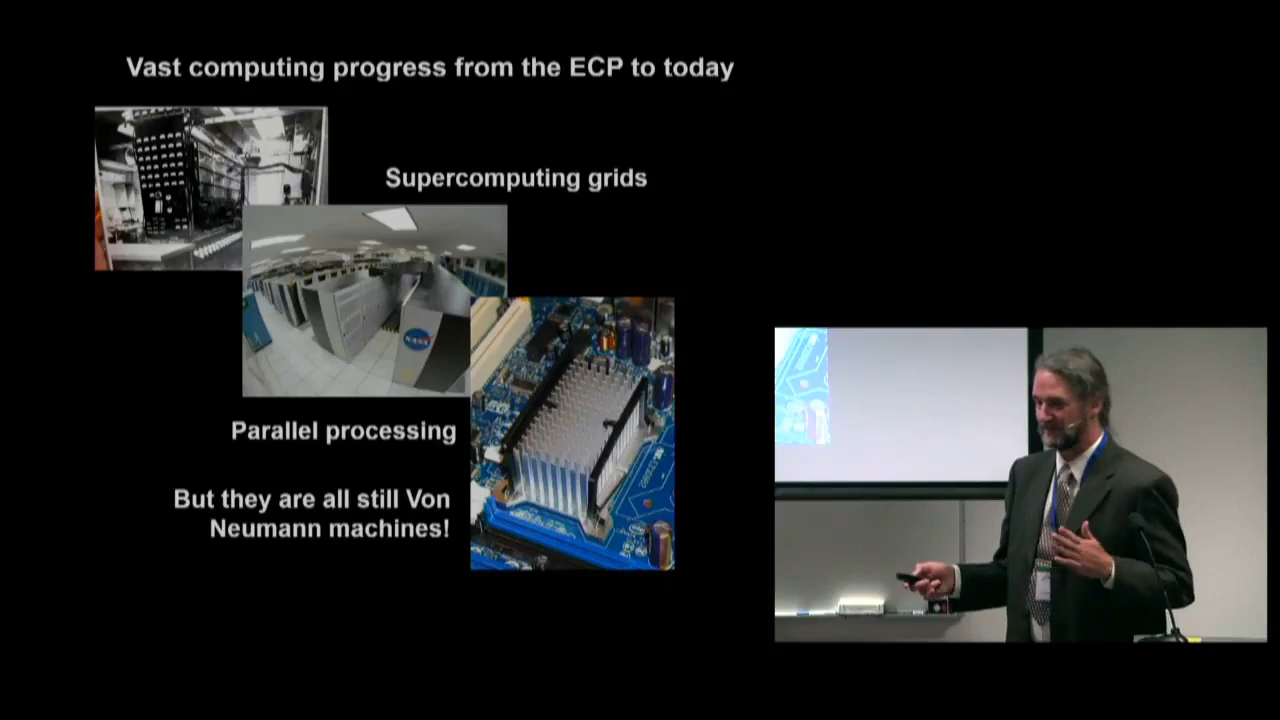 Vast computing progress from the ECP to today
Supercomputing grids
NASA
Parallel processing
But they are all still Von
Neumann machines!